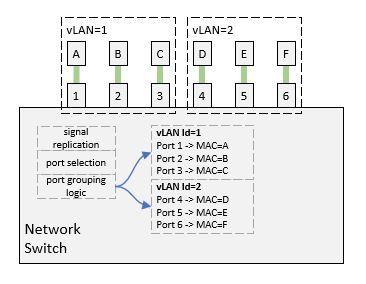 vLAN=1 vLAN=2
A B C D E F
1 2 3 4 5 6
signal
replication
port selection
port grouping
logic
vLAN Id=1
Port 1 -> MAC=A
Port 2 -> MAC=B
Port 3 -> MAC=C
vLAN Id=2
Port 4 -> MAC=D
Port 5 -> MAC=E
Port 6 -> MAC=F
Network
Switch